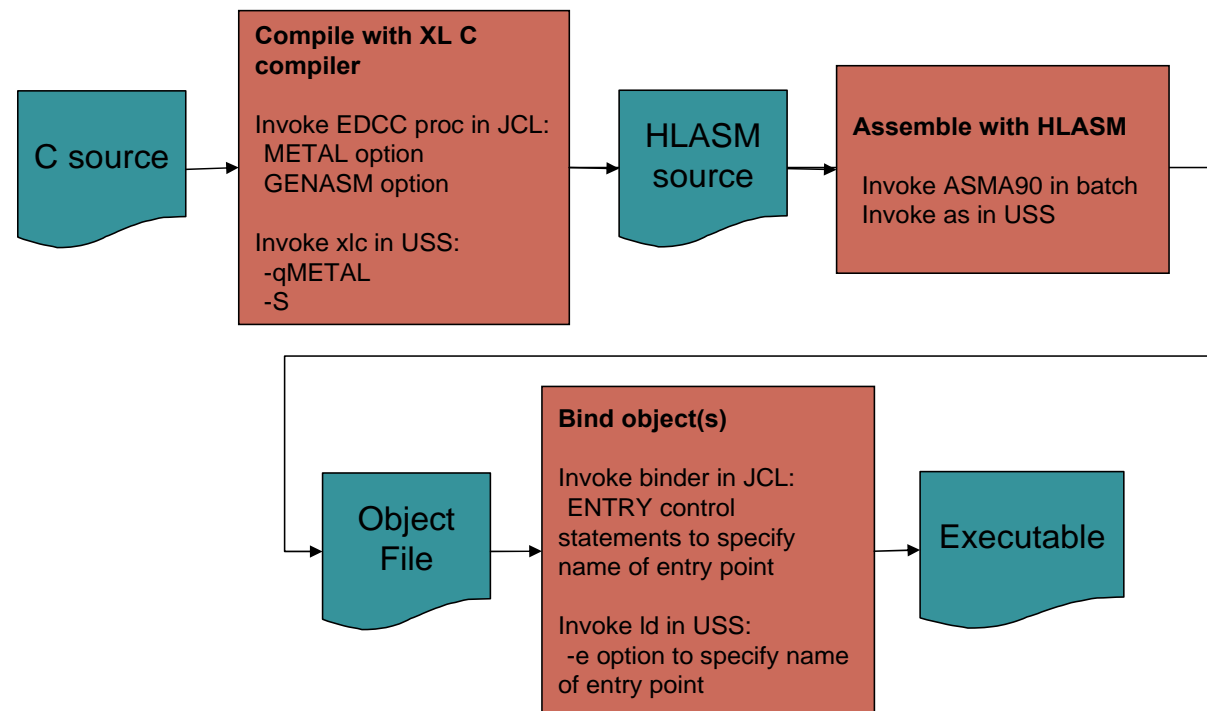 C source
Compile with XL C
compiler
Invoke EDCC proc in JCL:
METAL option
GENASM option
Invoke xlc in USS:
-qMETAL
-S
HLASM
source
Assemble with HLASM
Invoke ASMA90 in batch
Invoke as in USS
Object
File
Bind object(s)
Invoke binder in JCL:
ENTRY control
statements to specify
name of entry point
Invoke ld in USS:
-e option to specify name
of entry point
Executable